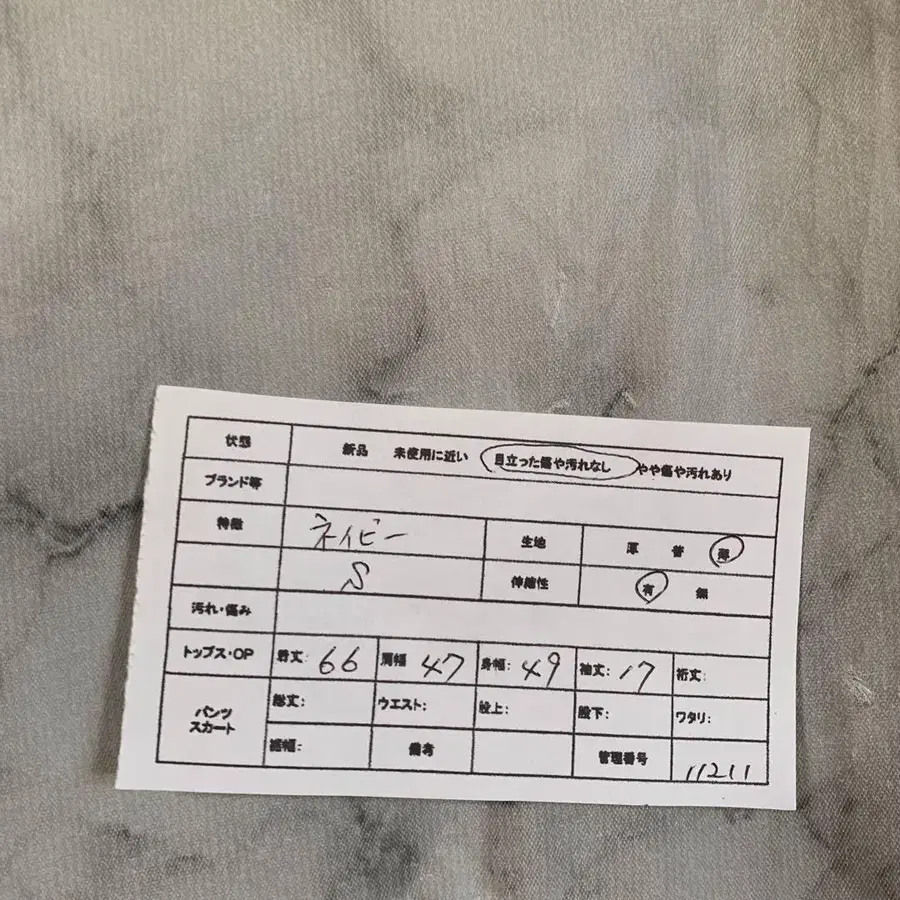 状態 新品 未使用に近い 目立った傷や汚れなし やや傷や汚れあり
ブランド等
特徴 ネイビー 生地 厚 普 薄
S 伸縮性 有 無
汚れ・傷み
トップス・OP 着丈: 66 肩幅 47 身幅: 49 袖丈: 17 裄丈:
パンツ スカート 総丈: ウエスト: 股上: 股下: ワタリ:
裾幅: 備考 管理番号 11211